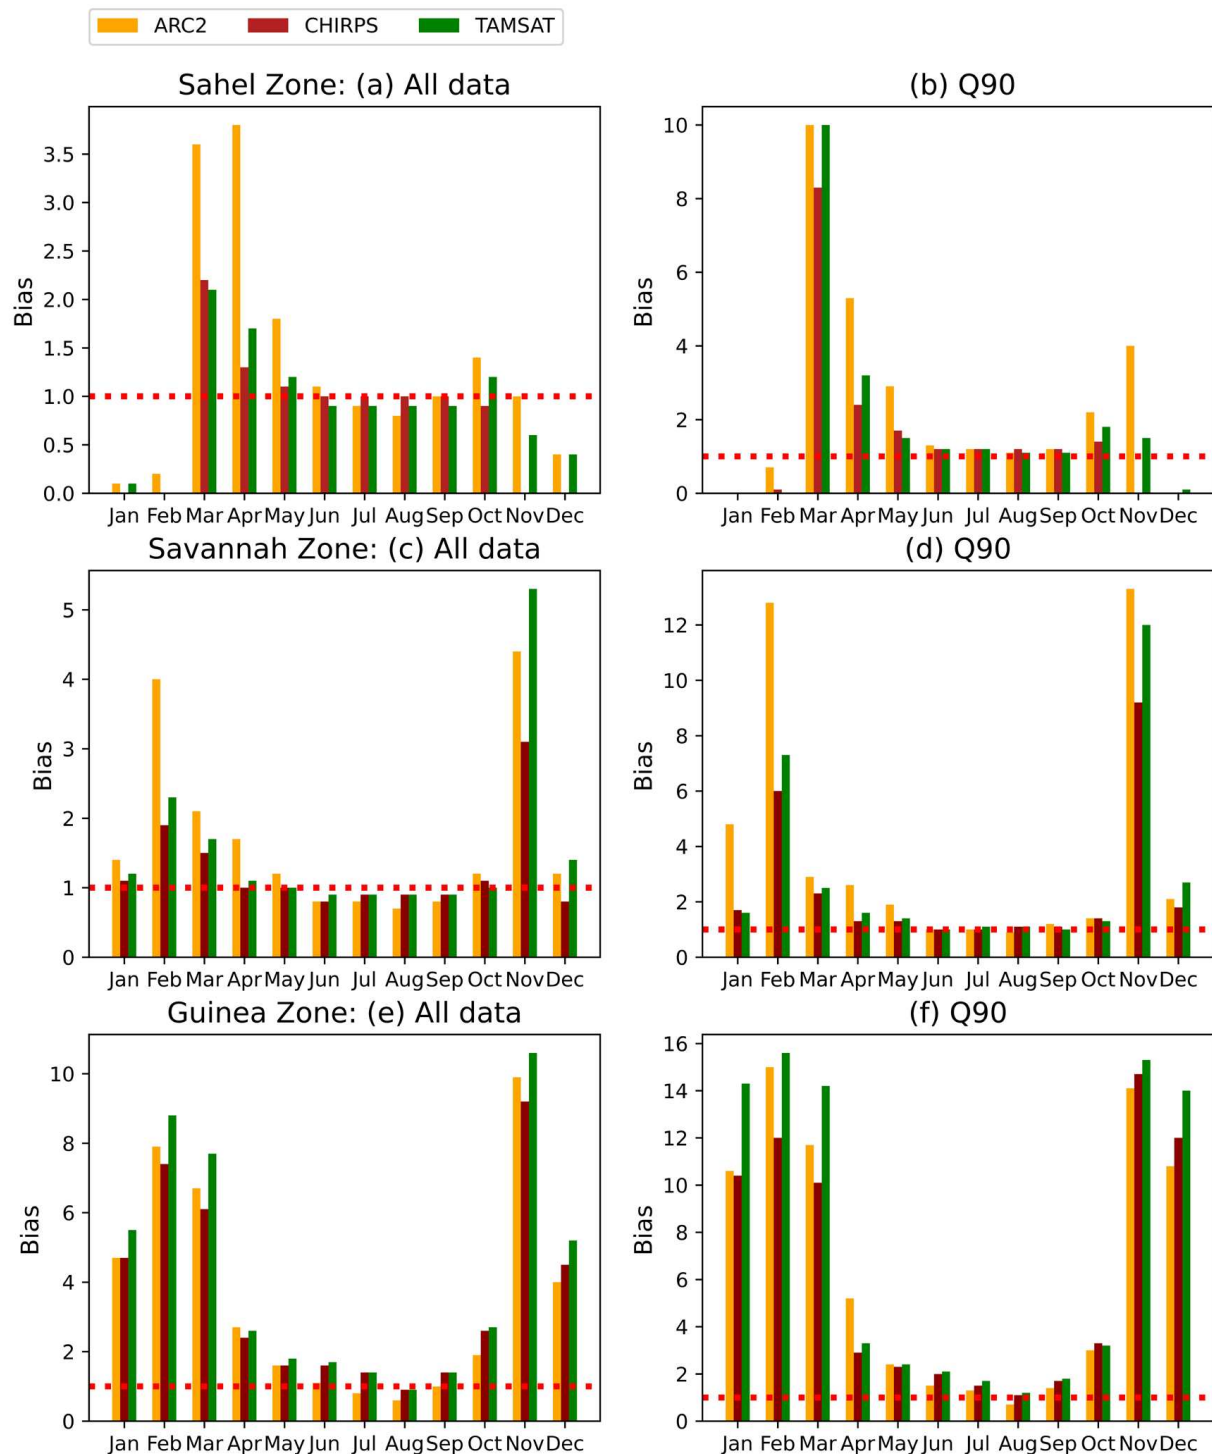 ARC2 CHIRPS TAMSAT
Sahel Zone: (a) All data
Bias
3.5
3.0
2.5
2.0
1.5
1.0
0.5
0.0
Jan Feb Mar Apr May Jun Jul Aug Sep Oct Nov Dec
(b) Q90
Bias
10
8
6
4
2
0
Jan Feb Mar Apr May Jun Jul Aug Sep Oct Nov Dec
Savannah Zone: (c) All data
Bias
5
4
3
2
1
0
Jan Feb Mar Apr May Jun Jul Aug Sep Oct Nov Dec
(d) Q90
Bias
12
10
8
6
4
2
0
Jan Feb Mar Apr May Jun Jul Aug Sep Oct Nov Dec
Guinea Zone: (e) All data
Bias
10
8
6
4
2
0
Jan Feb Mar Apr May Jun Jul Aug Sep Oct Nov Dec
(f) Q90
Bias
16
14
12
10
8
6
4
2
0
Jan Feb Mar Apr May Jun Jul Aug Sep Oct Nov Dec